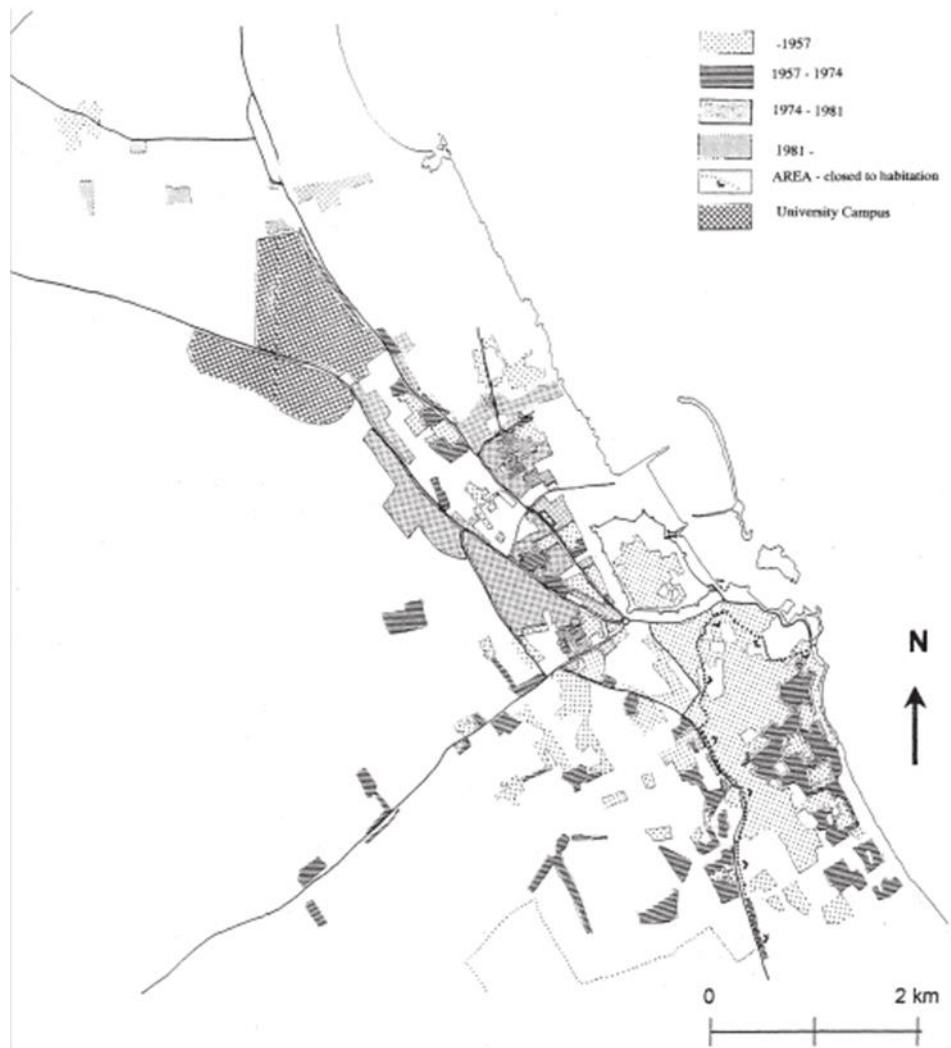 -1957
1957 - 1974
1974 - 1981
1981 -
AREA - closed to habitation
University Campus
N
0 2 km